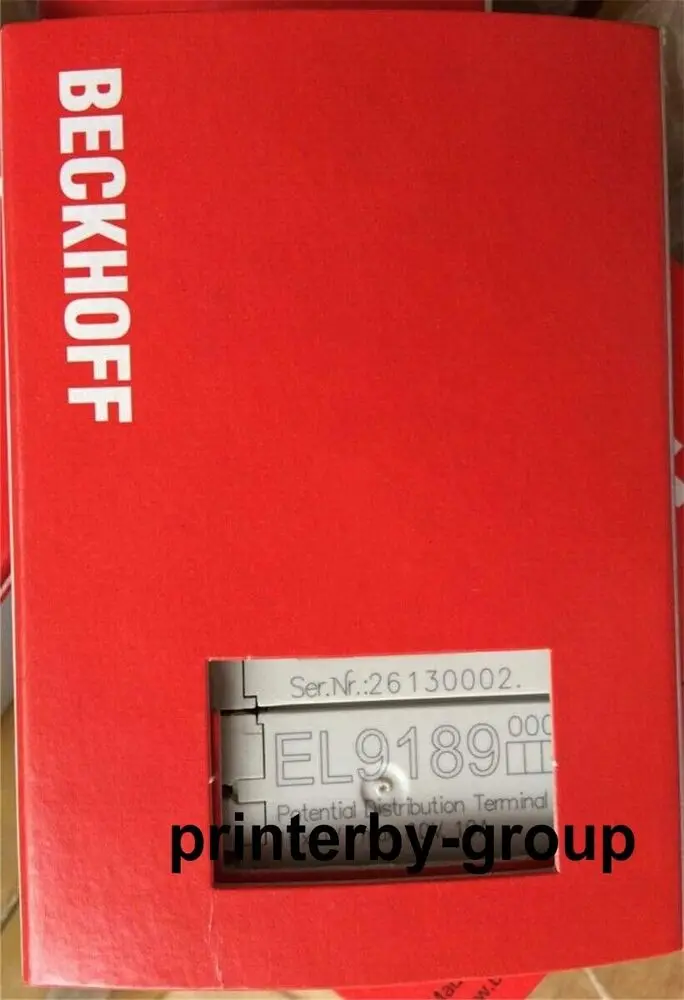 BECKHOFF
Ser.Nr.:26130002.
EL9189
000
Potential Distribution Terminal
printerby-group